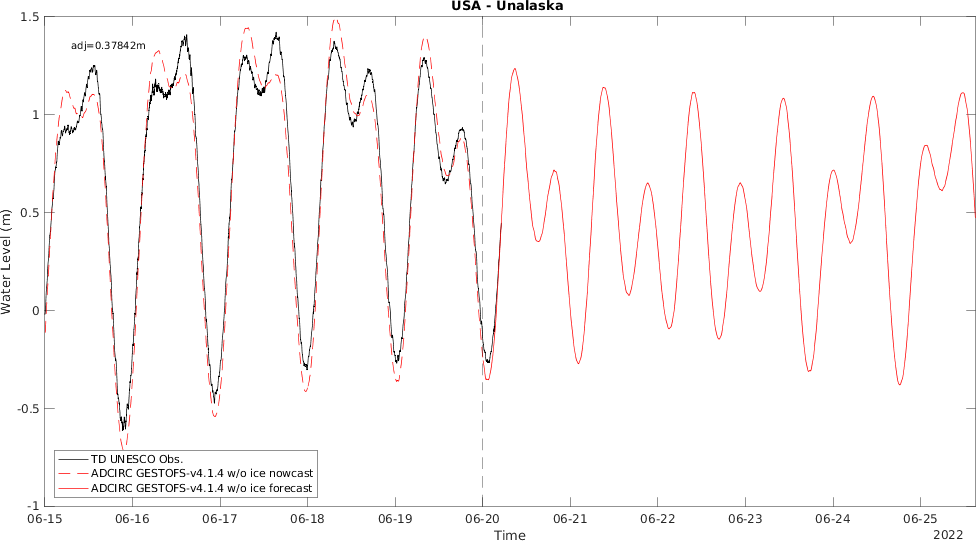 USA - Unalaska
adj=0.37842m
Water Level (m)
1.5
1
0.5
0
-0.5
-1
TD UNESCO Obs.
ADCIRC GESTOFS-v4.1.4 w/o ice nowcast
ADCIRC GESTOFS-v4.1.4 w/o ice forecast
06-15 06-16 06-17 06-18 06-19 06-20 06-21 06-22 06-23 06-24 06-25
Time
2022